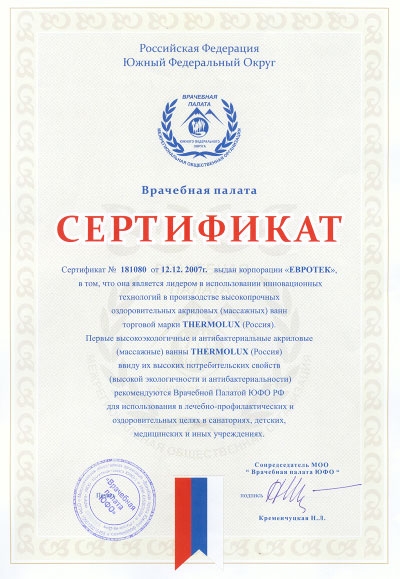 Российская Федерация
Южный Федеральный Округ
ВРАЧЕБНАЯ
ПАЛАТА
ЮЖНОГО ФЕДЕРАЛЬНОГО
ОКРУГА
МЕЖРЕГИОНАЛЬНАЯ ОБЩЕСТВЕННАЯ ОРГАНИЗАЦИЯ
Врачебная палата
СЕРТИФИКАТ
Сертификат № 181080 от 12.12. 2007г. выдан корпорации «ЕВРОТЕК»,
в том, что она является лидером в использовании инновационных
технологий в производстве высокопрочных
оздоровительных акриловых (массажных) ванн
торговой марки THERMOLUX (Россия).
Первые высокоэкологичные и антибактериальные акриловые
(массажные) ванны THERMOLUX (Россия)
ввиду их высоких потребительских свойств
(высокой экологичности и антибактериальности)
рекомендуются Врачебной Палатой ЮФО РФ
для использования в лечебно-профилактических и
оздоровительных целях в санаториях, детских,
медицинских и иных учреждениях.
Сопредседатель МОО
" Врачебная палата ЮФО "
подпись
Кременчуцкая Н.Л.
«Врачебная
палата
ЮФО»